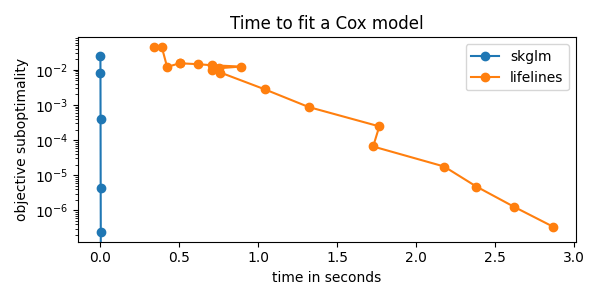 Time to fit a Cox model
skglm
lifelines
objective suboptimality
10⁻²
10⁻³
10⁻⁴
10⁻⁵
10⁻⁶
0.0 0.5 1.0 1.5 2.0 2.5 3.0
time in seconds